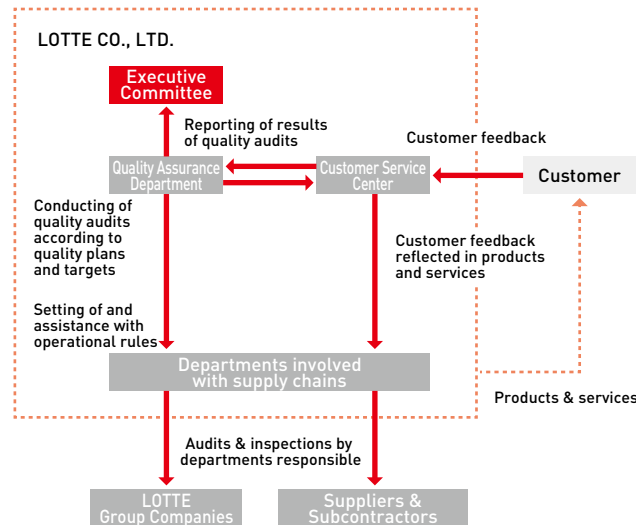 LOTTE CO., LTD.
Executive
Committee
Reporting of results
of quality audits
Customer feedback
Quality Assurance
Department
Customer Service
Center
Customer
Conducting of
quality audits
according to
quality plans
and targets
Customer feedback
reflected in products
and services
Setting of and
assistance with
operational rules
Departments involved
with supply chains
Products & services
Audits & inspections by
departments responsible
LOTTE
Group Companies
Suppliers &
Subcontractors